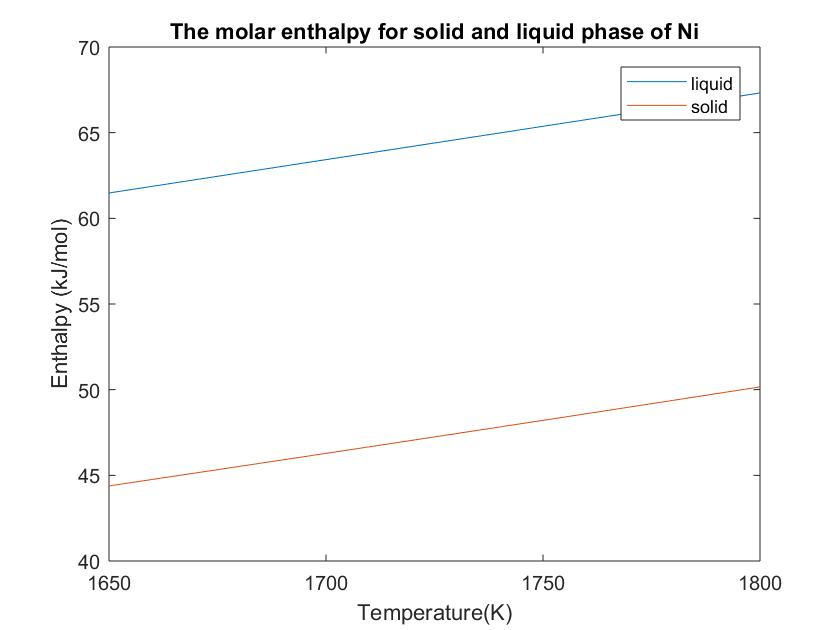 The molar enthalpy for solid and liquid phase of Ni
70
65
60
55
50
45
40
Enthalpy (kJ/mol)
liquid
solid
1650 1700 1750 1800
Temperature(K)